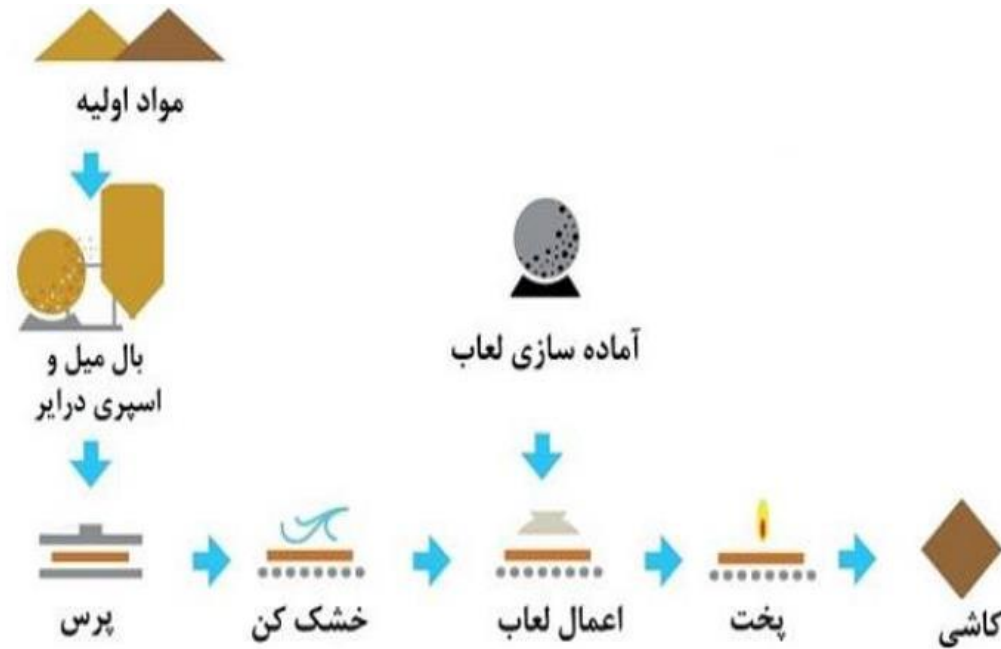 مواد اولیه
بال میل و
اسپری درایر
آماده سازی لعاب
پرس
خشک کن
اعمال لعاب
پخت
کاشی